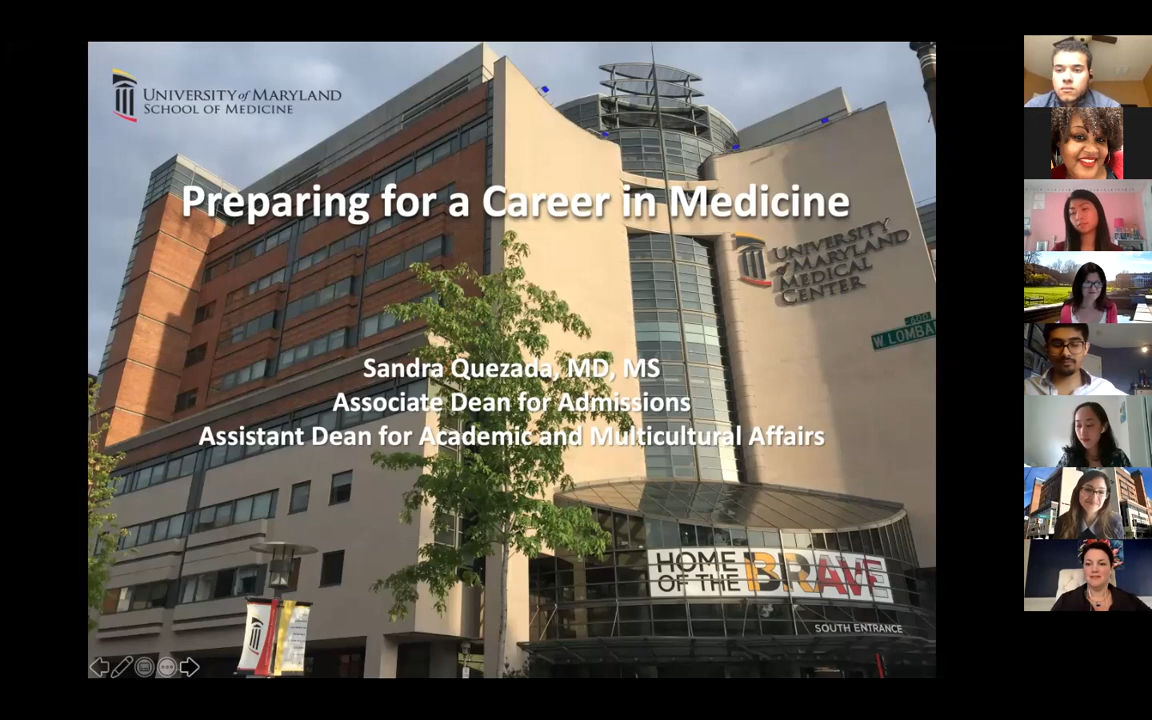 UNIVERSITY of MARYLAND
SCHOOL OF MEDICINE
Preparing for a Career in Medicine
UNIVERSITY
of MARYLAND
MEDICAL
CENTER
600
W LOMBA
Sandra Quezada, MD, MS
Associate Dean for Admissions
Assistant Dean for Academic and Multicultural Affairs
HOME
OF THE
BRAVE
SOUTH ENTRANCE